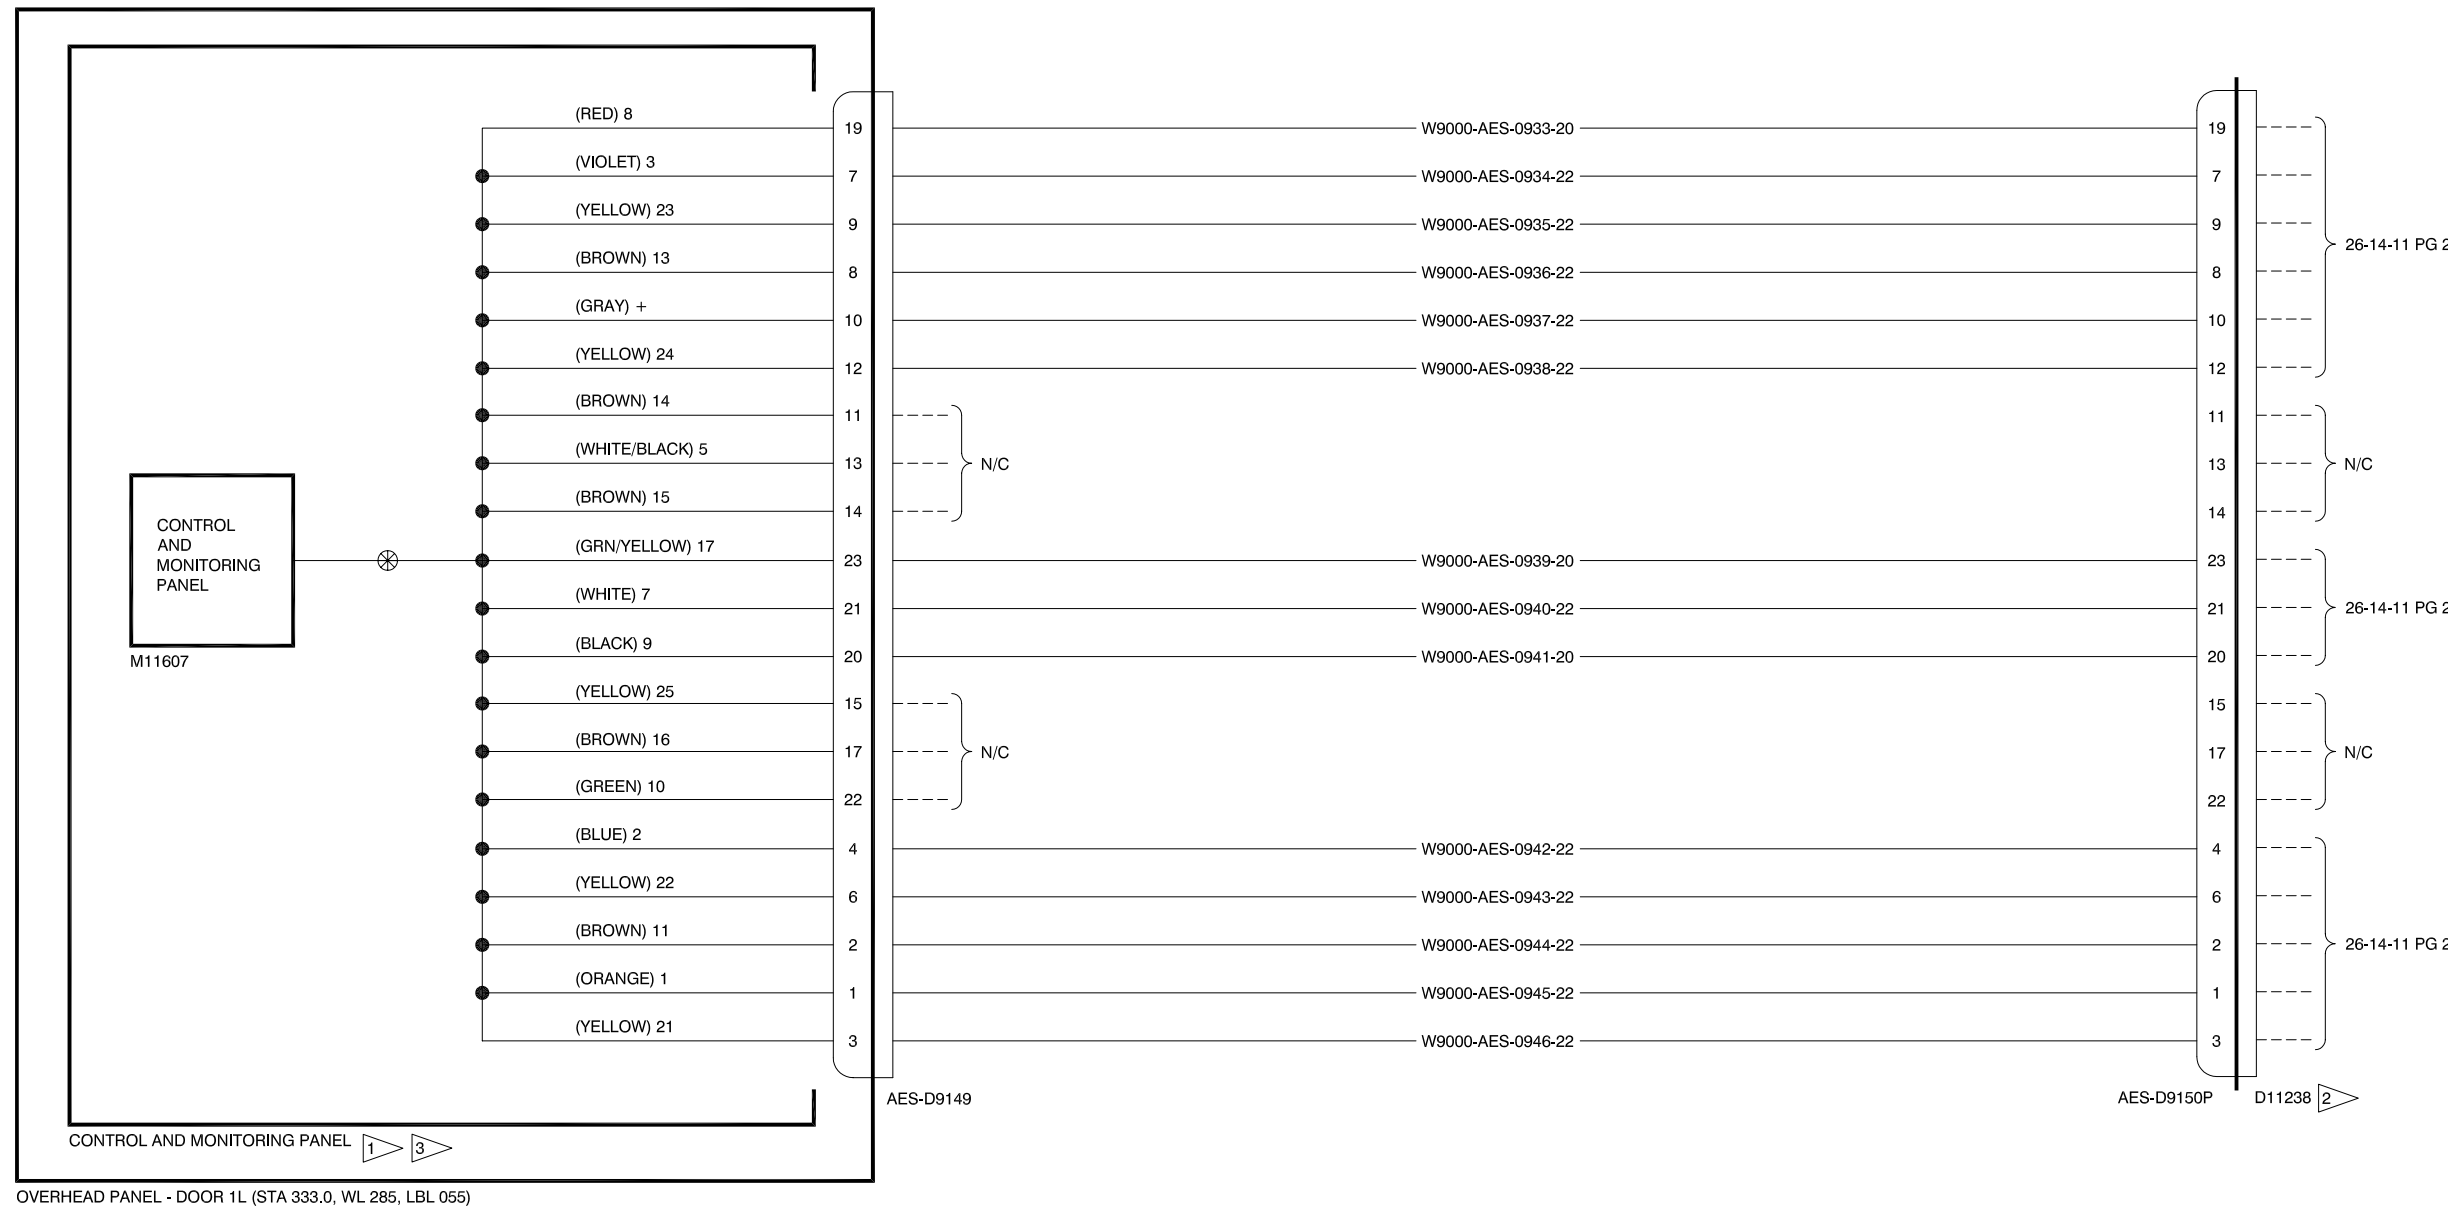 (RED) 8
19 W9000-AES-0933-20 19
(VIOLET) 3
7 W9000-AES-0934-22 7
(YELLOW) 23
9 W9000-AES-0935-22 9
26-14-11 PG 2
(BROWN) 13
8 W9000-AES-0936-22 8
(GRAY) +
10 W9000-AES-0937-22 10
(YELLOW) 24
12 W9000-AES-0938-22 12
(BROWN) 14
11 11
(WHITE/BLACK) 5
13 N/C 13 N/C
(BROWN) 15
14 14
CONTROL
AND
MONITORING
PANEL
M11607
(GRN/YELLOW) 17
23 W9000-AES-0939-20 23
(WHITE) 7
21 W9000-AES-0940-22 21 26-14-11 PG 2
(BLACK) 9
20 W9000-AES-0941-20 20
(YELLOW) 25
15 15
(BROWN) 16
17 N/C 17 N/C
(GREEN) 10
22 22
(BLUE) 2
4 W9000-AES-0942-22 4
(YELLOW) 22
6 W9000-AES-0943-22 6
(BROWN) 11
2 W9000-AES-0944-22 2 26-14-11 PG 2
(ORANGE) 1
1 W9000-AES-0945-22 1
(YELLOW) 21
3 W9000-AES-0946-22 3
AES-D9149 AES-D9150P D11238 2
CONTROL AND MONITORING PANEL 1 3
OVERHEAD PANEL - DOOR 1L (STA 333.0, WL 285, LBL 055)